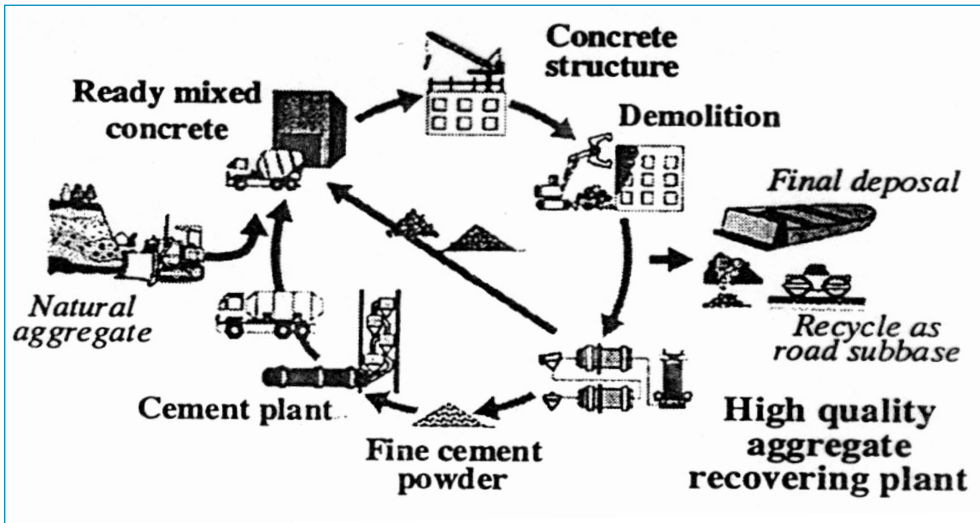 Concrete
structure
Ready mixed
concrete
Demolition
Final deposal
Natural
aggregate
Recycle as
road subbase
Cement plant
High quality
aggregate
recovering plant
Fine cement
powder